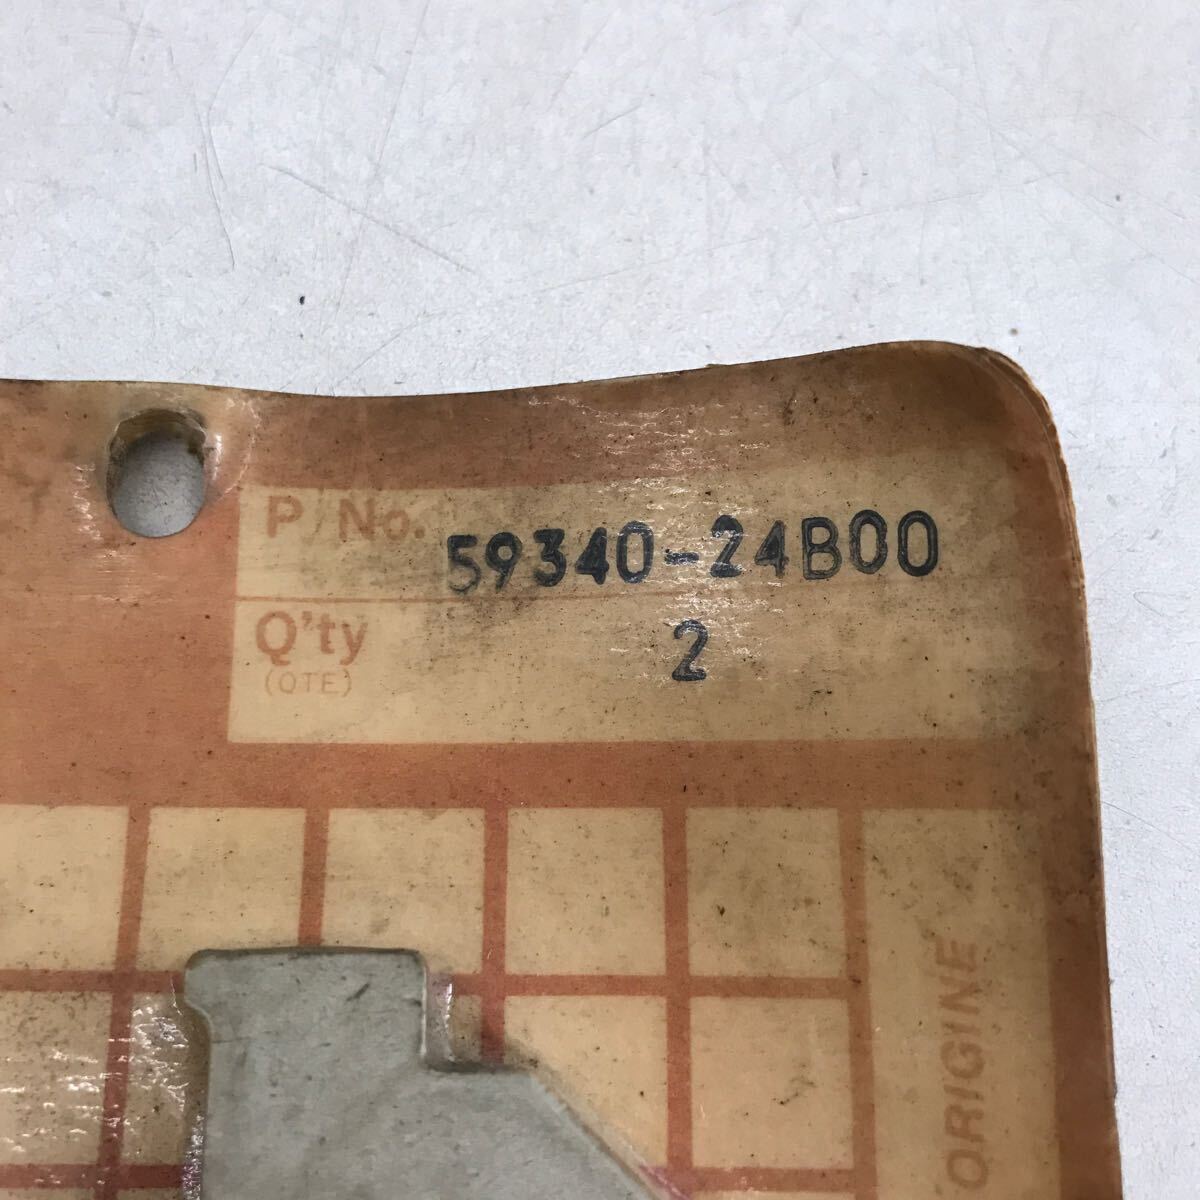 P/No. 59340-24B00
Q'ty 2
(QTE)
ORIGINE